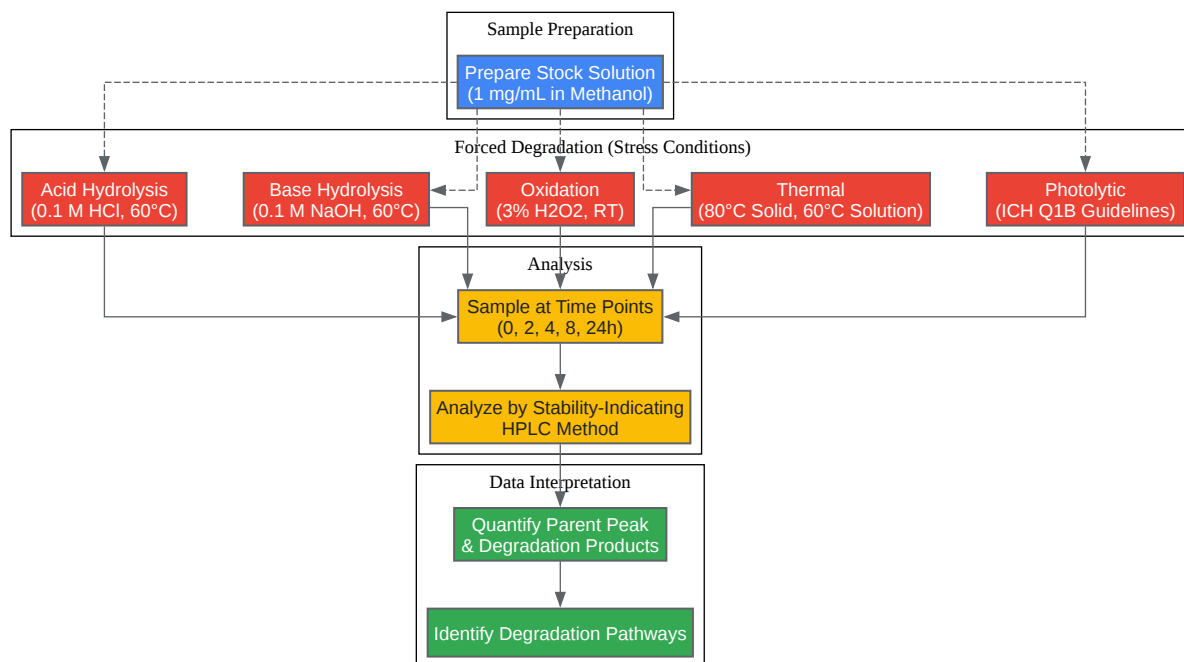 Sample Preparation
Prepare Stock Solution
(1 mg/mL in Methanol)
Forced Degradation (Stress Conditions)
Acid Hydrolysis
(0.1 M HCl, 60°C)
Base Hydrolysis
(0.1 M NaOH, 60°C)
Oxidation
(3% H2O2, RT)
Thermal
(80°C Solid, 60°C Solution)
Photolytic
(ICH Q1B Guidelines)
Analysis
Sample at Time Points
(0, 2, 4, 8, 24h)
Analyze by Stability-Indicating
HPLC Method
Data Interpretation
Quantify Parent Peak
& Degradation Products
Identify Degradation Pathways